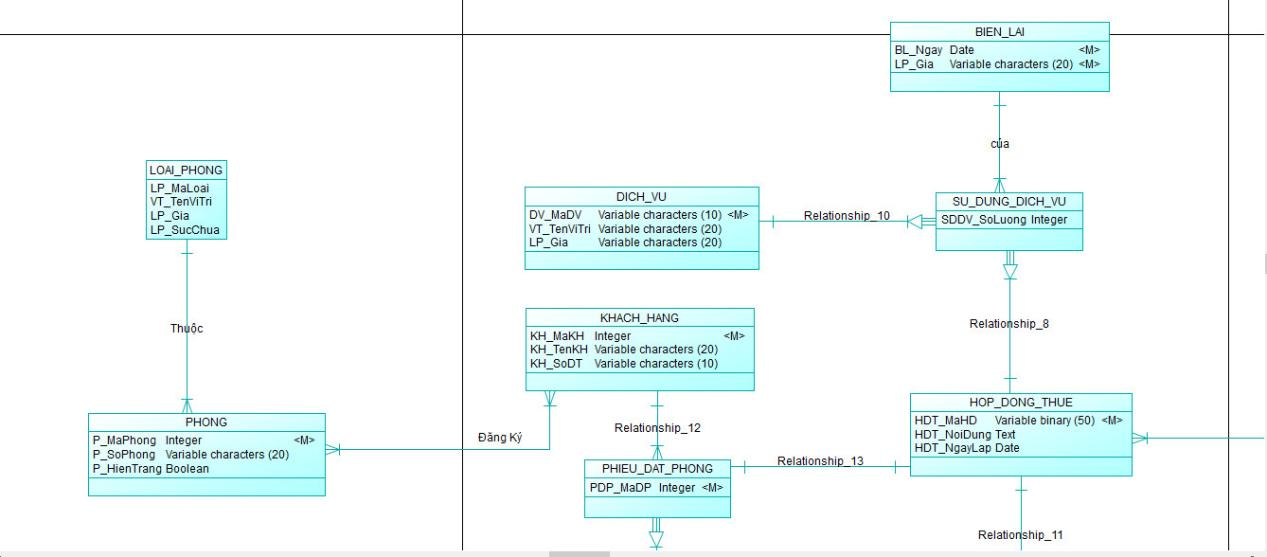 BIEN_LAI
BL_Ngay Date <M>
LP_Gia Variable characters (20) <M>
của
LOAI_PHONG
LP_MaLoai
VT_TenViTri
LP_Gia
LP_SucChua
DICH_VU
DV_MaDV Variable characters (10) <M>
VT_TenViTri Variable characters (20)
LP_Gia Variable characters (20)
Relationship_10
SU_DUNG_DICH_VU
SDDV_SoLuong Integer
Thuộc
KHACH_HANG
KH_MaKH Integer <M>
KH_TenKH Variable characters (20)
KH_SoDT Variable characters (10)
Relationship_8
PHONG
P_MaPhong Integer <M>
P_SoPhong Variable characters (20)
P_HienTrang Boolean
Đăng Ký
Relationship_12
HOP_DONG_THUE
HDT_MaHD Variable binary (50) <M>
HDT_NoiDung Text
HDT_NgayLap Date
PHIEU_DAT_PHONG
PDP_MaDP Integer <M>
Relationship_13
Relationship_11